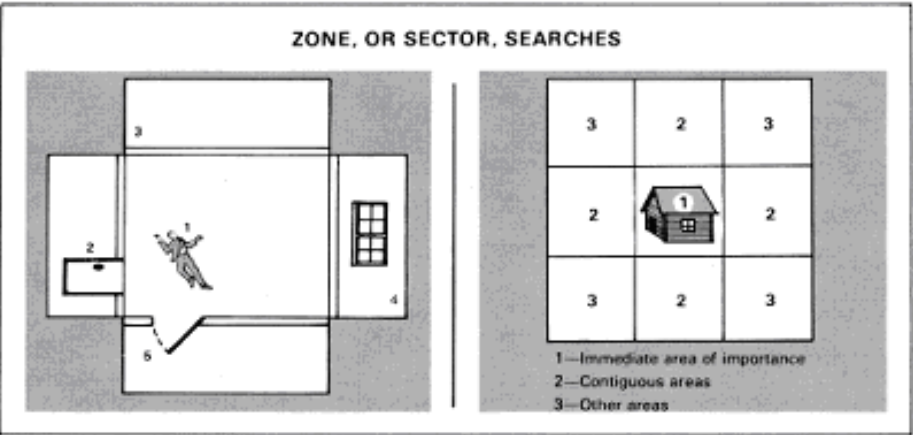 ZONE, OR SECTOR, SEARCHES
3
1
2
4
5
3 2 3
2 1 2
3 2 3
1—Immediate area of importance
2—Contiguous areas
3—Other areas